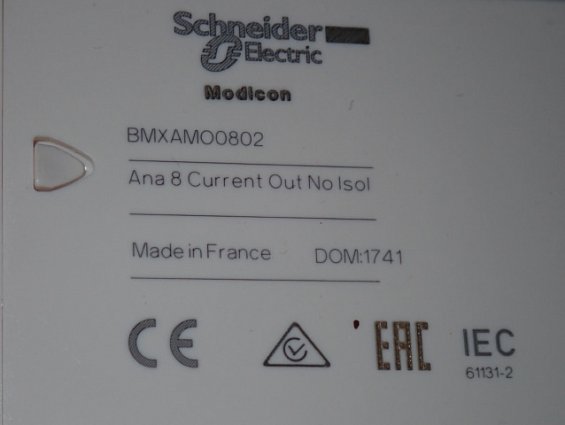 Schneider
Electric
Modicon
BMXAMO0802
Ana 8 Current Out No Isol
Made in France DOM:1741
CE EAC IEC
61131-2